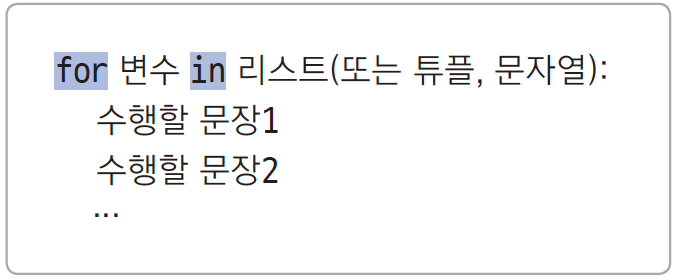 for 변수 in 리스트(또는 튜플, 문자열):
수행할 문장1
수행할 문장2
...